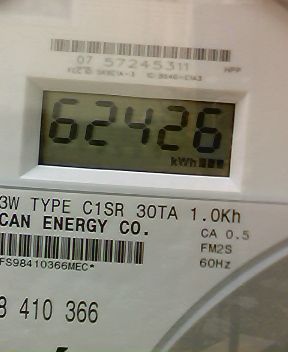 07 57245311
62426
kWh
3W TYPE C1SR 30TA 1.0Kh
CAN ENERGY CO.
CA 0.5
FM2S
FS98410366MEC*
60Hz
8 410 366